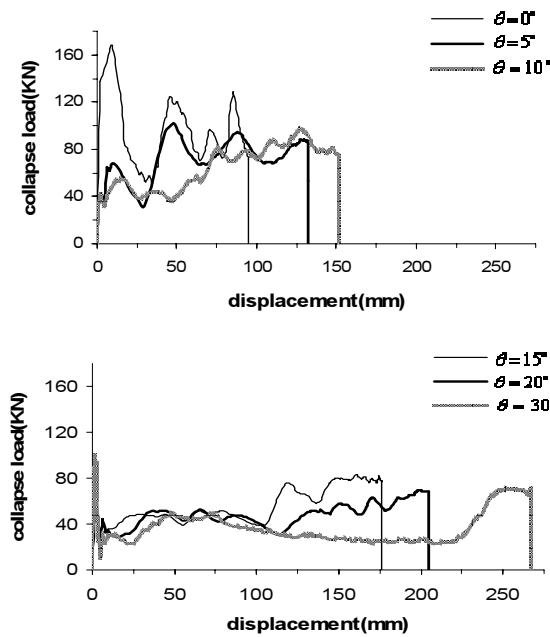 θ=0°
θ=5°
θ=10°
160
120
80
40
0
collapse load(KN)
0 50 100 150 200 250
displacement(mm)
θ=15°
θ=20°
θ=30
160
120
80
40
0
collapse load(KN)
0 50 100 150 200 250
displacement(mm)